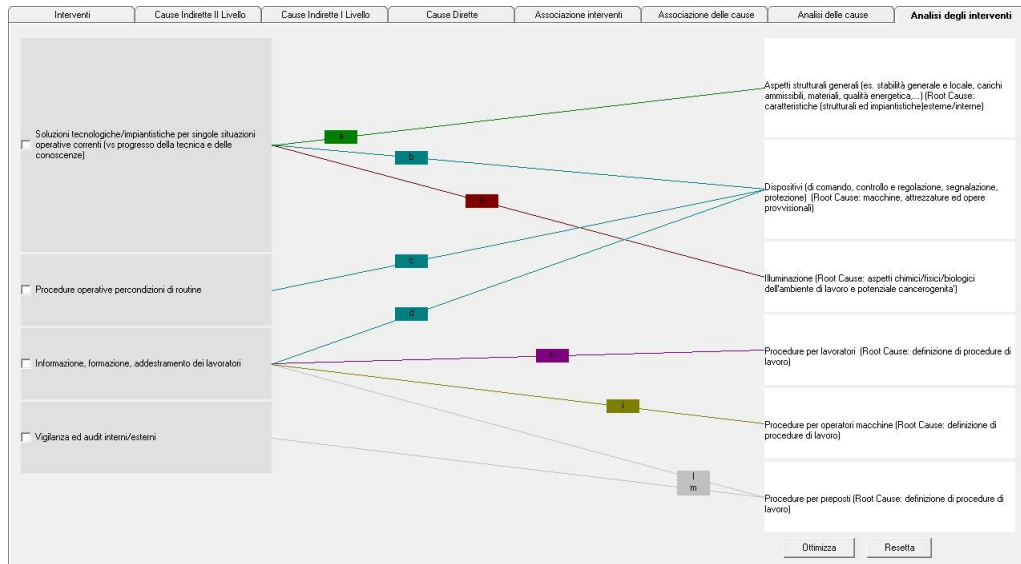 Interventi
Cause Indirette II Livello
Cause Indirette I Livello
Cause Dirette
Associazione interventi
Associazione delle cause
Analisi delle cause
Analisi degli interventi
Soluzioni tecnologiche/impiantistiche per singole situazioni
operative correnti (vs progresso della tecnica e delle
conoscenze)
Procedure operative percondizioni di routine
Informazione, formazione, addestramento dei lavoratori
Vigilanza ed audit interni/esterni
a
b
c
d
i
l
m
Aspetti strutturali generali (es. stabilità generale e locale, carichi
ammissibili, materiali, qualità energetica,...) (Root Cause:
caratteristiche (strutturali ed impiantistiche)esterne/interne)
Dispositivi (di comando, controllo e regolazione, segnalazione,
protezione) (Root Cause: macchine, attrezzature ed opere
provvisionali)
Illuminazione (Root Cause: aspetti chimici/fisici/biologici
dell'ambiente di lavoro e potenziale cancerogenita')
Procedure per lavoratori (Root Cause: definizione di procedure di
lavoro)
Procedure per operatori macchine (Root Cause: definizione di
procedure di lavoro)
Procedure per preposti (Root Cause: definizione di procedure di
lavoro)
Ottimizza
Resetta